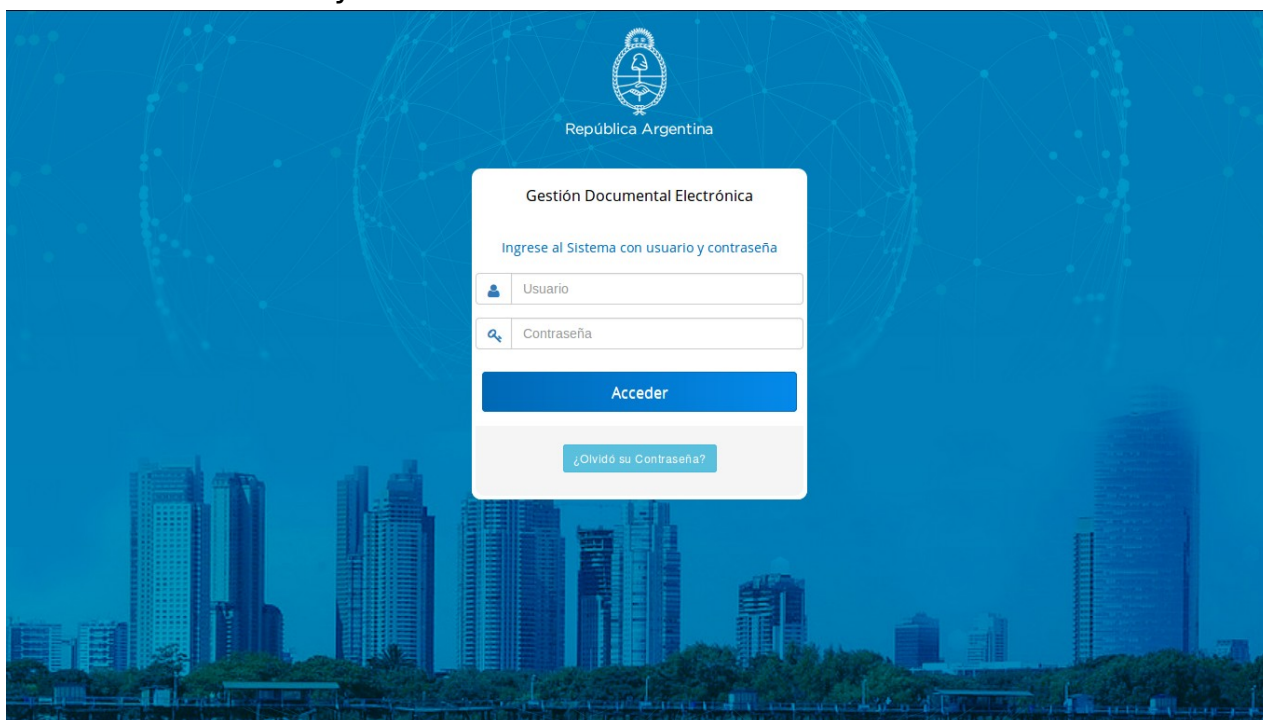 República Argentina
Gestión Documental Electrónica
Ingrese al Sistema con usuario y contraseña
Usuario
Contraseña
Acceder
¿Olvidó su Contraseña?